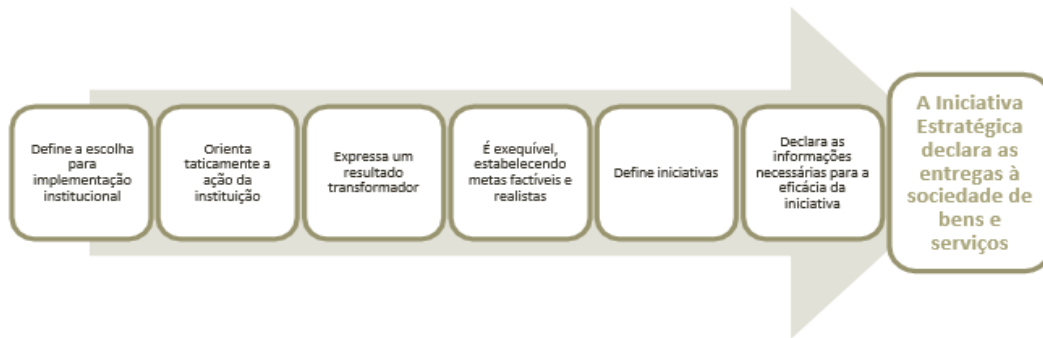 Define a escolha
para
implementação
institucional
Orienta
taticamente a
ação da
instituição
Expressa um
resultado
transformador
É exequível,
estabelecendo
metas factíveis e
realistas
Define iniciativas
Declara as
informações
necessárias para a
eficácia da
iniciativa
A Iniciativa
Estratégica
declara as
entregas à
sociedade de
bens e
serviços